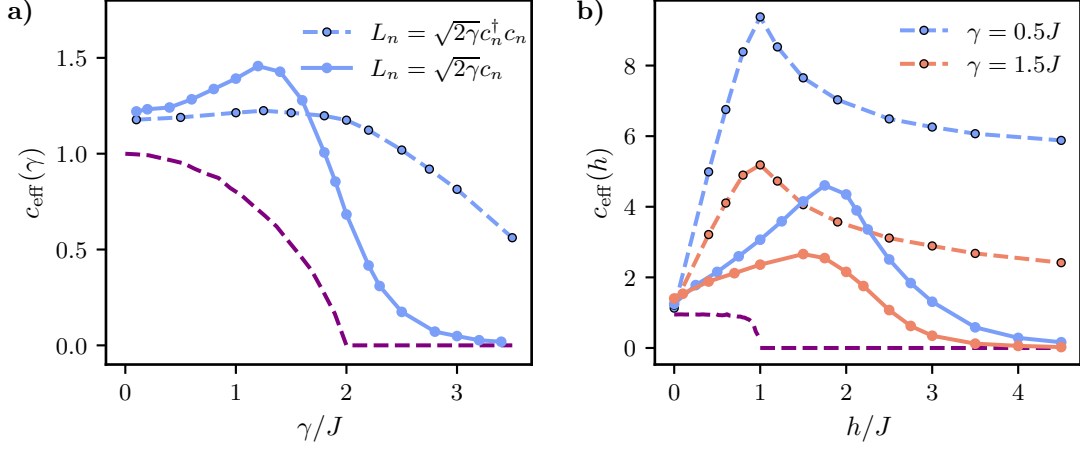 a)
L_n = √2γ c_n^† c_n
L_n = √2γ c_n
c_eff(γ)
1.5
1.0
0.5
0.0
0 1 2 3
γ/J
b)
γ = 0.5J
γ = 1.5J
c_eff(h)
8
6
4
2
0
0 1 2 3 4
h/J